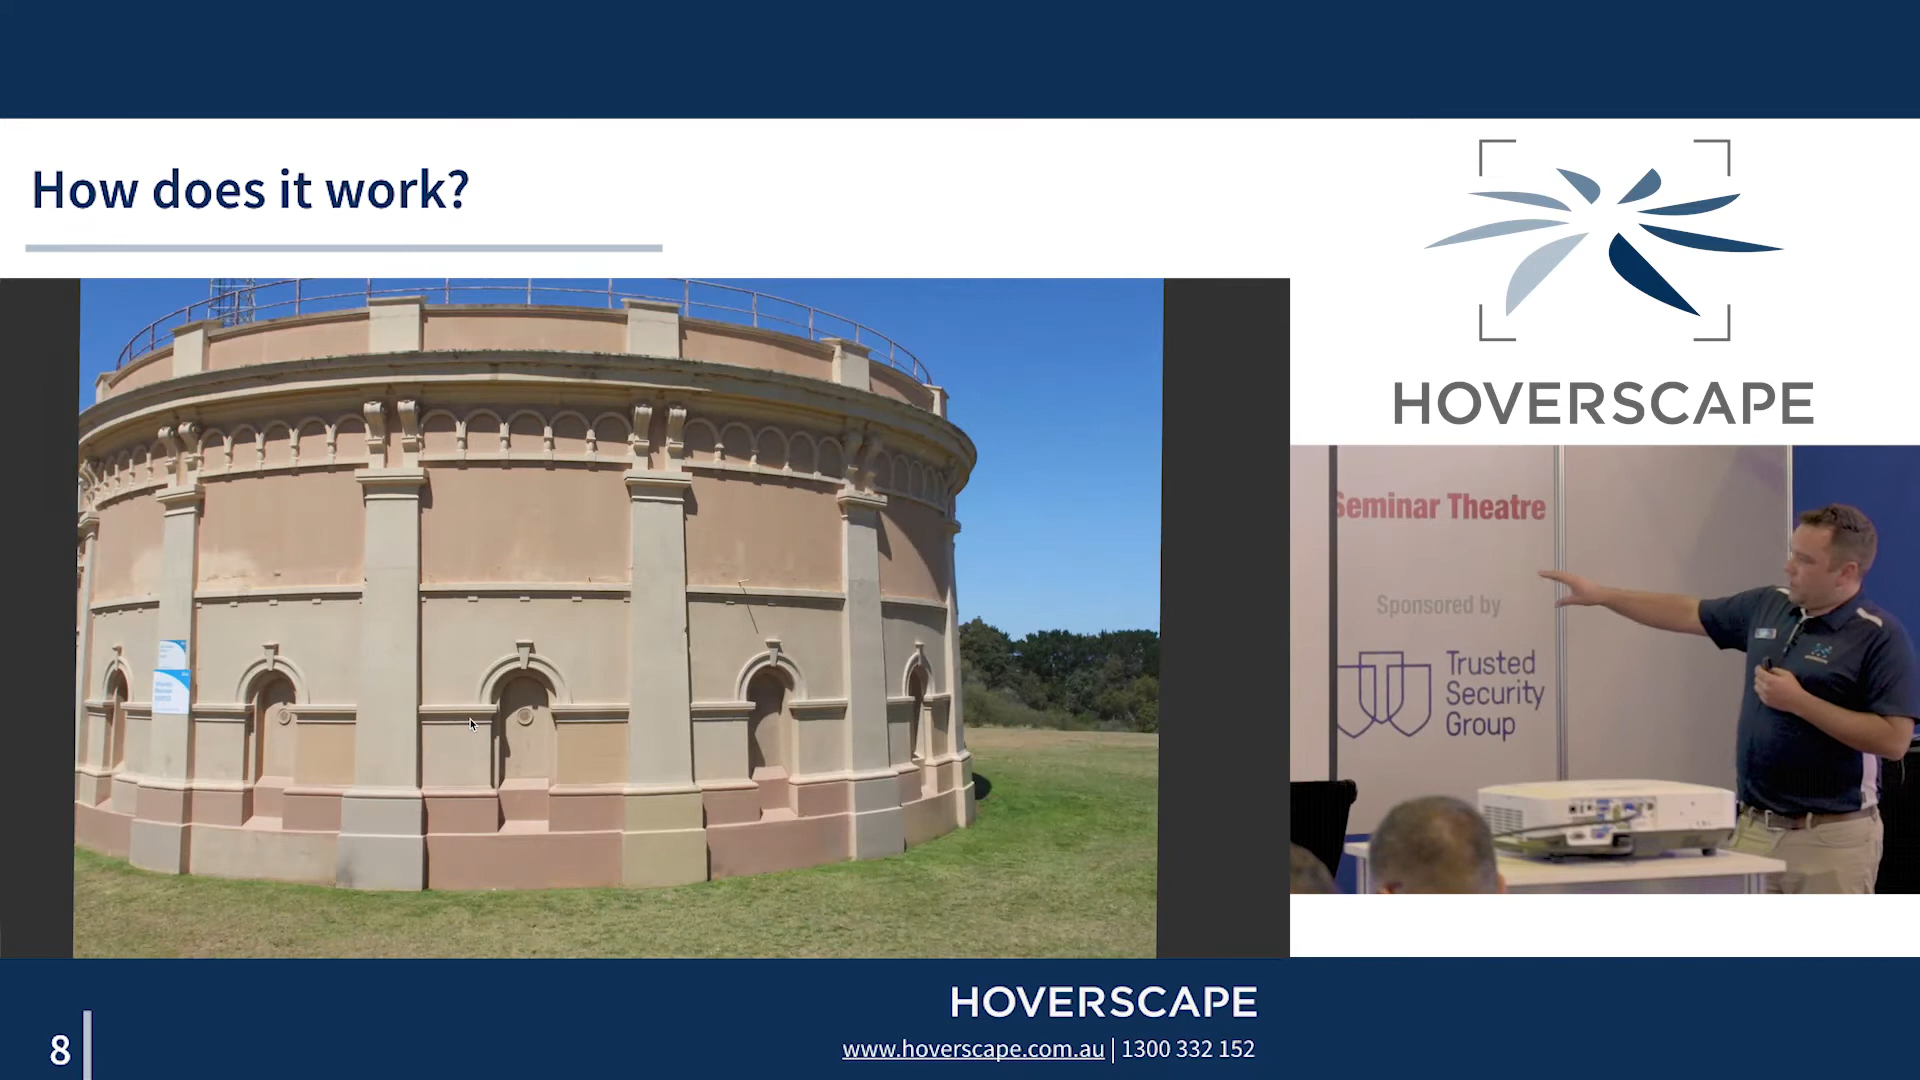 How does it work?
HOVERSCAPE
Seminar Theatre
Sponsored by
Trusted
Security
Group
HOVERSCAPE
www.hoverscape.com.au | 1300 332 152
8